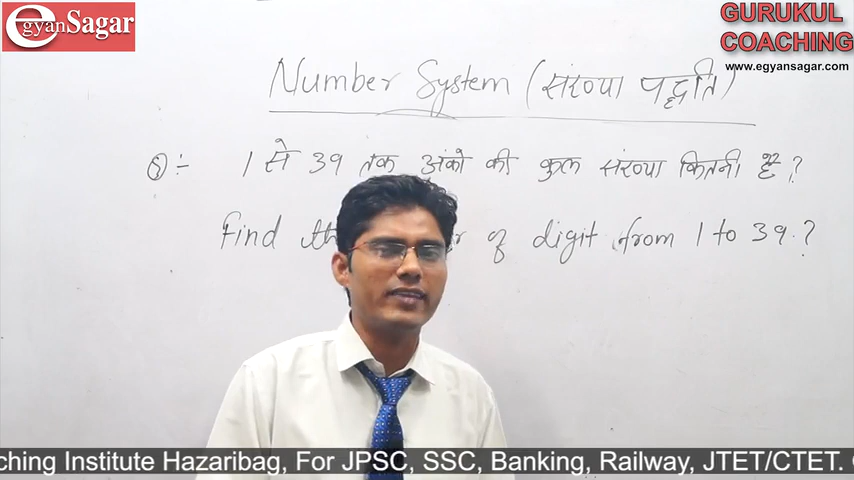 egyanSagar
GURUKUL
COACHING
www.egyansagar.com
Number System (संख्या पद्धति)
Q:- 1 से 39 तक अंको की कुल संख्या कितनी है?
Find of digit from 1 to 39.?
ching Institute Hazaribag, For JPSC, SSC, Banking, Railway, JTET/CTET.